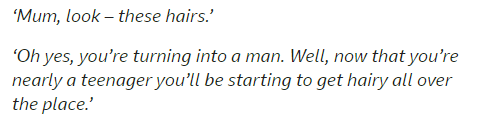 ‘Mum, look – these hairs.’
‘Oh yes, you’re turning into a man. Well, now that you’re
nearly a teenager you’ll be starting to get hairy all over
the place.’